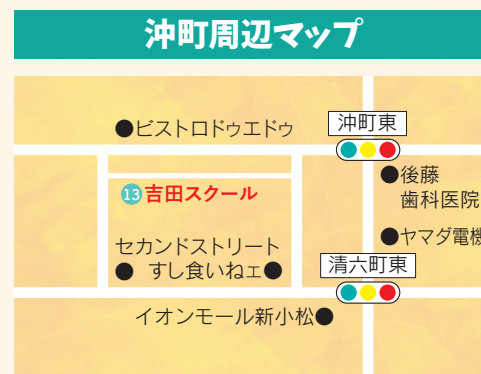 沖町周辺マップ
●ビストロドゥエドゥ
沖町東
●後藤
歯科医院
⑬吉田スクール
●ヤマダ電機
セカンドストリート
● すし食いねェ●
清六町東
イオンモール新小松●